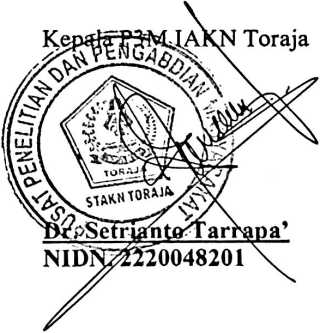 Kepala P3M IAKN Toraja
PUSAT PENELITIAN DAN PENGABDIAN
TORAJA
STAKN TORAJA
Dr. Setrianto Tarrapa'
NIDN. 2220048201